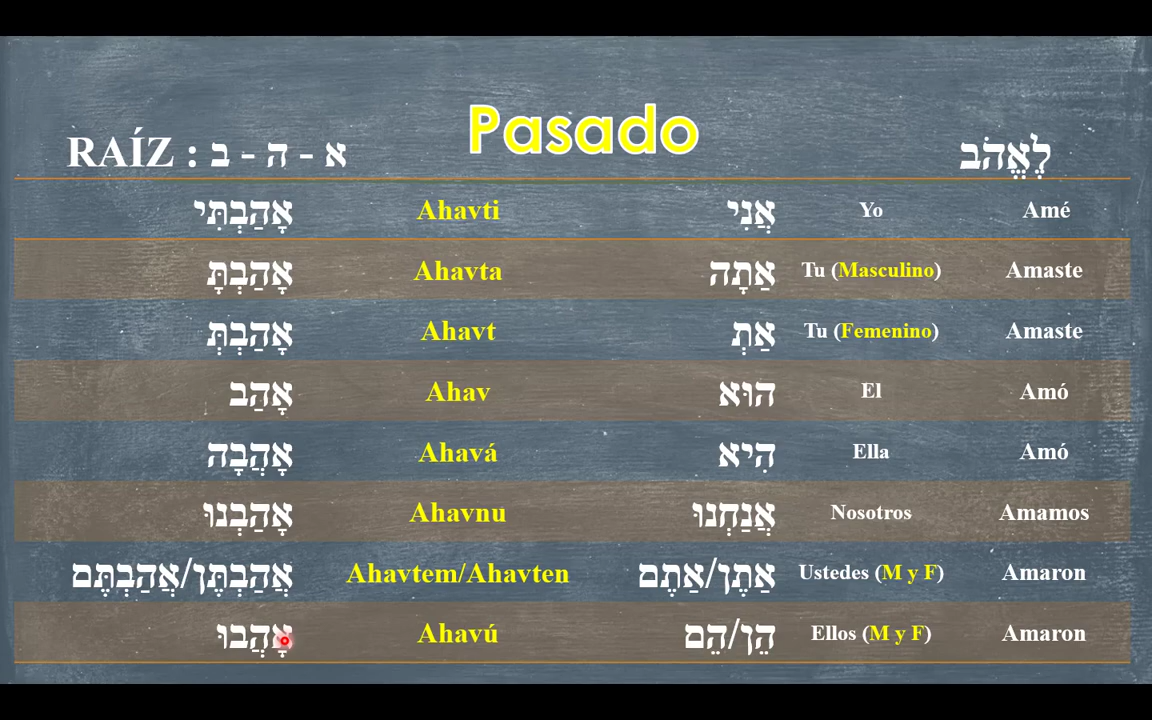 Pasado
RAÍZ : א - ה - ב
לֶאֱהֹב
אָהַבְתִּי Ahavti אֲנִי Yo Amé
אָהַבְתָּ Ahavta אַתָה Tu (Masculino) Amaste
אָהַבְתְּ Ahavt אַתְ Tu (Femenino) Amaste
אָהַב Ahav הוּא El Amó
אָהֲבָה Ahavá הִיא Ella Amó
אָהַבְנוּ Ahavnu אֲנַחְנוּ Nosotros Amamos
אֲהַבְתֶּן/אֲהַבְתֶּם Ahavtem/Ahavten אַתֶן/אַתֶם Ustedes (M y F) Amaron
אָהֲבוּ Ahavú הֵן/הֵם Ellos (M y F) Amaron